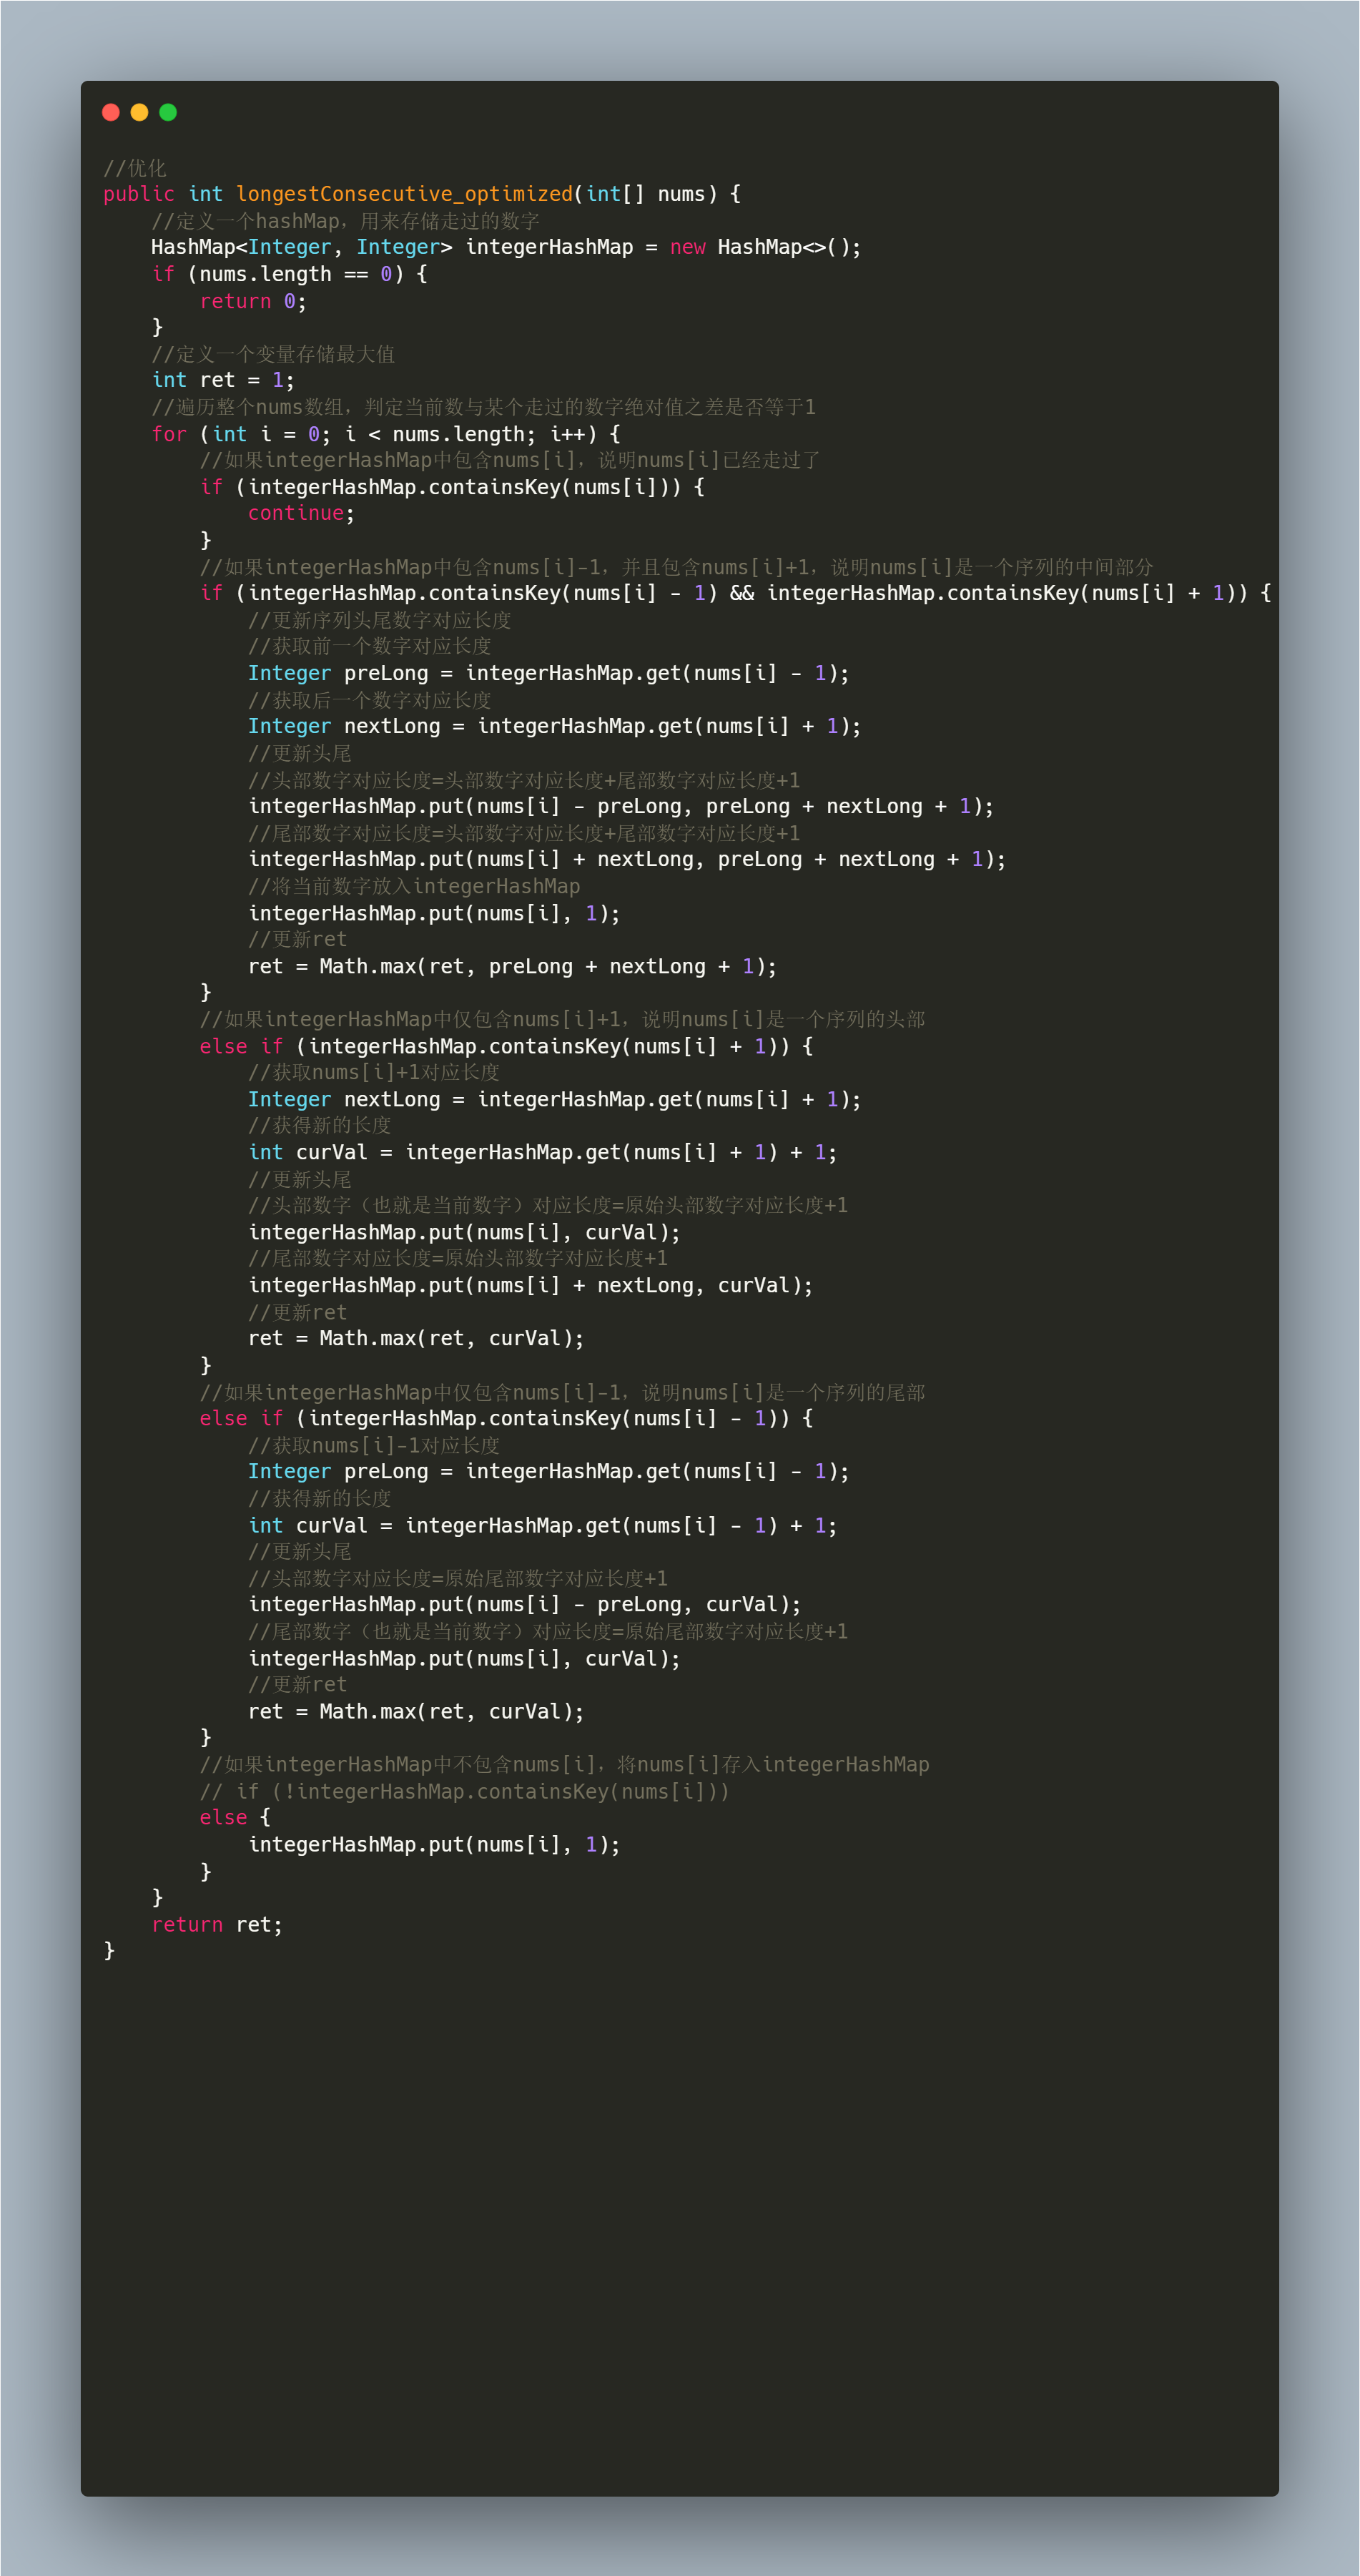 //优化
public int longestConsecutive_optimized(int[] nums) {
    //定义一个hashMap，用来存储走过的数字
    HashMap<Integer, Integer> integerHashMap = new HashMap<>();
    if (nums.length == 0) {
        return 0;
    }
    //定义一个变量存储最大值
    int ret = 1;
    //遍历整个nums数组，判定当前数与某个走过的数字绝对值之差是否等于1
    for (int i = 0; i < nums.length; i++) {
        //如果integerHashMap中包含nums[i]，说明nums[i]已经走过了
        if (integerHashMap.containsKey(nums[i])) {
            continue;
        }
        //如果integerHashMap中包含nums[i]-1，并且包含nums[i]+1，说明nums[i]是一个序列的中间部分
        if (integerHashMap.containsKey(nums[i] - 1) && integerHashMap.containsKey(nums[i] + 1)) {
            //更新序列头尾数字对应长度
            //获取前一个数字对应长度
            Integer preLong = integerHashMap.get(nums[i] - 1);
            //获取后一个数字对应长度
            Integer nextLong = integerHashMap.get(nums[i] + 1);
            //更新头尾
            //头部数字对应长度=头部数字对应长度+尾部数字对应长度+1
            integerHashMap.put(nums[i] - preLong, preLong + nextLong + 1);
            //尾部数字对应长度=头部数字对应长度+尾部数字对应长度+1
            integerHashMap.put(nums[i] + nextLong, preLong + nextLong + 1);
            //将当前数字放入integerHashMap
            integerHashMap.put(nums[i], 1);
            //更新ret
            ret = Math.max(ret, preLong + nextLong + 1);
        }
        //如果integerHashMap中仅包含nums[i]+1，说明nums[i]是一个序列的头部
        else if (integerHashMap.containsKey(nums[i] + 1)) {
            //获取nums[i]+1对应长度
            Integer nextLong = integerHashMap.get(nums[i] + 1);
            //获得新的长度
            int curVal = integerHashMap.get(nums[i] + 1) + 1;
            //更新头尾
            //头部数字（也就是当前数字）对应长度=原始头部数字对应长度+1
            integerHashMap.put(nums[i], curVal);
            //尾部数字对应长度=原始头部数字对应长度+1
            integerHashMap.put(nums[i] + nextLong, curVal);
            //更新ret
            ret = Math.max(ret, curVal);
        }
        //如果integerHashMap中仅包含nums[i]-1，说明nums[i]是一个序列的尾部
        else if (integerHashMap.containsKey(nums[i] - 1)) {
            //获取nums[i]-1对应长度
            Integer preLong = integerHashMap.get(nums[i] - 1);
            //获得新的长度
            int curVal = integerHashMap.get(nums[i] - 1) + 1;
            //更新头尾
            //头部数字对应长度=原始尾部数字对应长度+1
            integerHashMap.put(nums[i] - preLong, curVal);
            //尾部数字（也就是当前数字）对应长度=原始尾部数字对应长度+1
            integerHashMap.put(nums[i], curVal);
            //更新ret
            ret = Math.max(ret, curVal);
        }
        //如果integerHashMap中不包含nums[i]，将nums[i]存入integerHashMap
        // if (!integerHashMap.containsKey(nums[i]))
        else {
            integerHashMap.put(nums[i], 1);
        }
    }
    return ret;
}